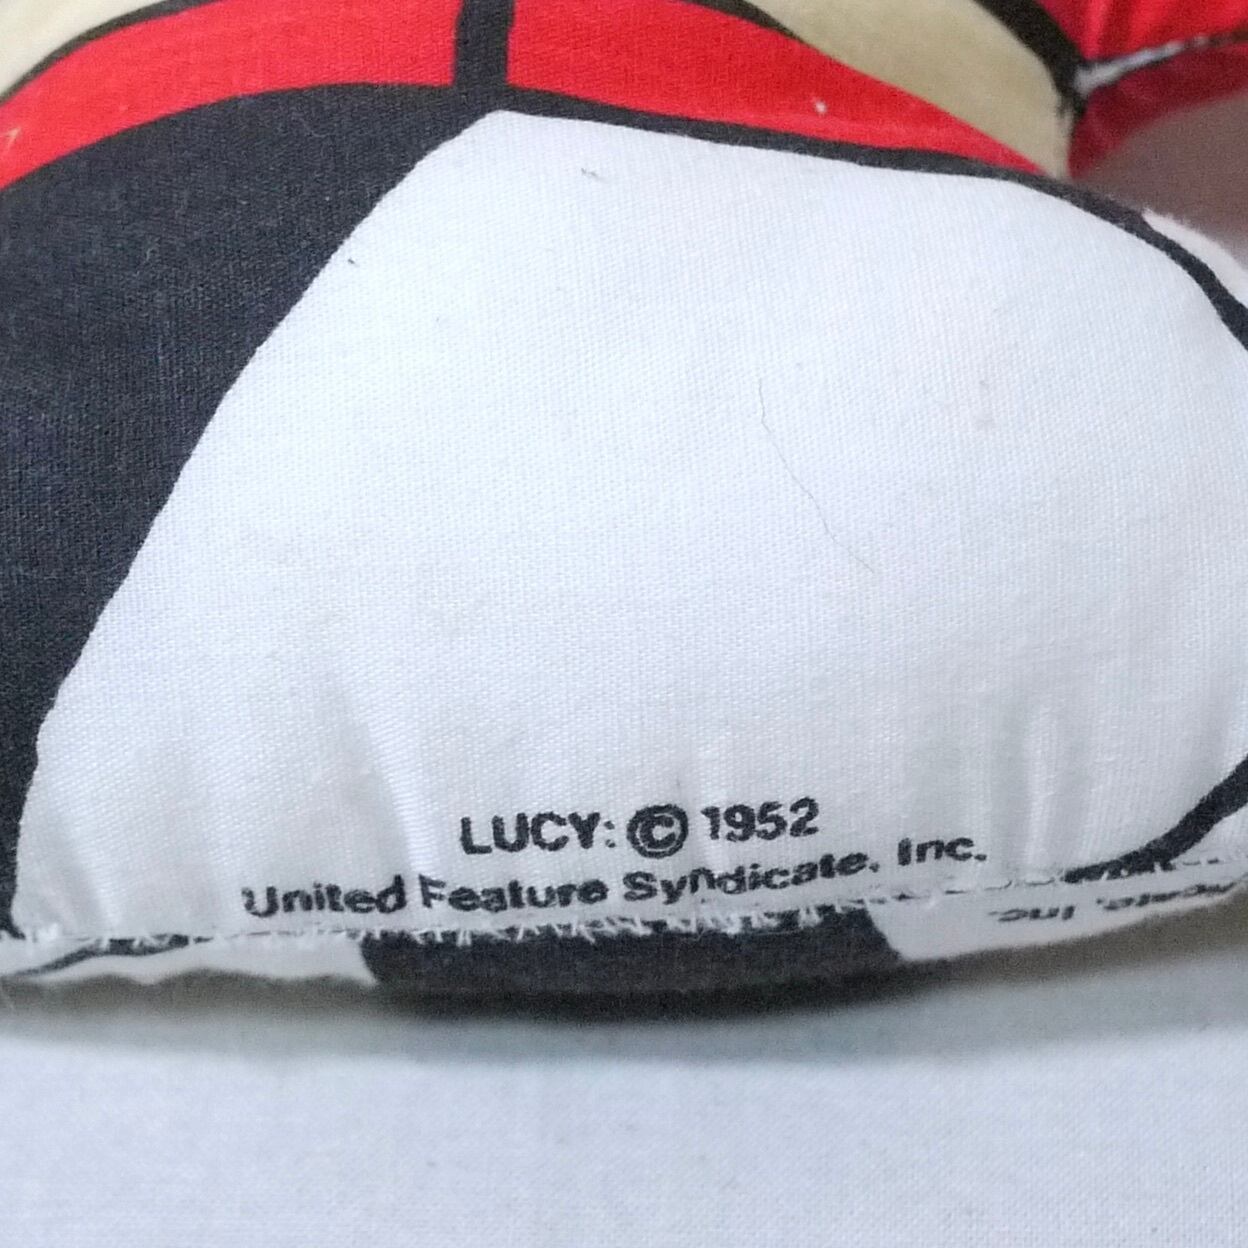 LUCY: © 1952
United Feature Syndicate, Inc.